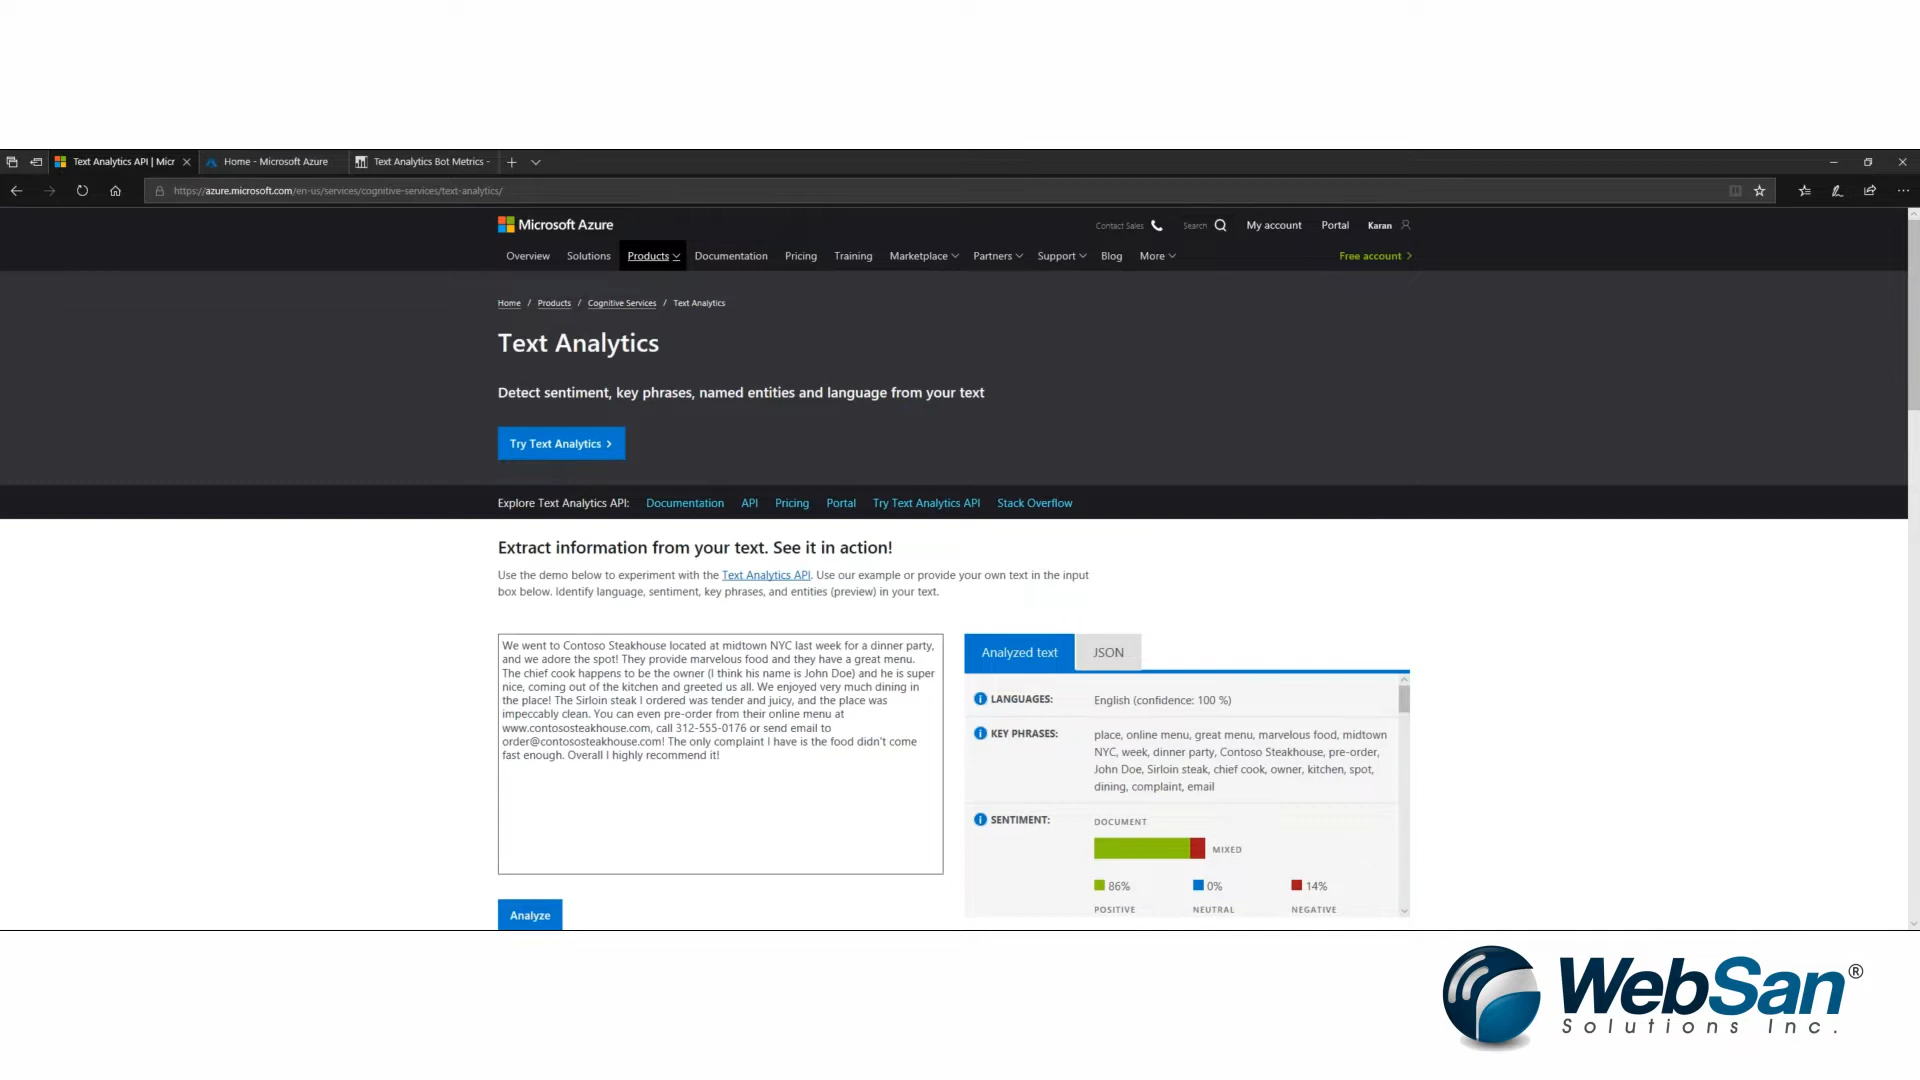 Text Analytics API | Micr
Home - Microsoft Azure
Text Analytics Bot Metrics -
https://azure.microsoft.com/en-us/services/cognitive-services/text-analytics/
Microsoft Azure
Contact Sales
Search
My account
Portal
Karan
Overview
Solutions
Products
Documentation
Pricing
Training
Marketplace
Partners
Support
Blog
More
Free account
Home / Products / Cognitive Services / Text Analytics
Text Analytics
Detect sentiment, key phrases, named entities and language from your text
Try Text Analytics
Explore Text Analytics API:
Documentation
API
Pricing
Portal
Try Text Analytics API
Stack Overflow
Extract information from your text. See it in action!
Use the demo below to experiment with the Text Analytics API. Use our example or provide your own text in the input
box below. Identify language, sentiment, key phrases, and entities (preview) in your text.
We went to Contoso Steakhouse located at midtown NYC last week for a dinner party,
and we adore the spot! They provide marvelous food and they have a great menu.
The chief cook happens to be the owner (I think his name is John Doe) and he is super
nice, coming out of the kitchen and greeted us all. We enjoyed very much dining in
the place! The Sirloin steak I ordered was tender and juicy, and the place was
impeccably clean. You can even pre-order from their online menu at
www.contososteakhouse.com, call 312-555-0176 or send email to
order@contososteakhouse.com! The only complaint I have is the food didn't come
fast enough. Overall I highly recommend it!
Analyze
Analyzed text
JSON
LANGUAGES:
English (confidence: 100 %)
KEY PHRASES:
place, online menu, great menu, marvelous food, midtown
NYC, week, dinner party, Contoso Steakhouse, pre-order,
John Doe, Sirloin steak, chief cook, owner, kitchen, spot,
dining, complaint, email
SENTIMENT:
DOCUMENT
MIXED
86%
0%
14%
POSITIVE
NEUTRAL
NEGATIVE
WebSan®
Solutions Inc.